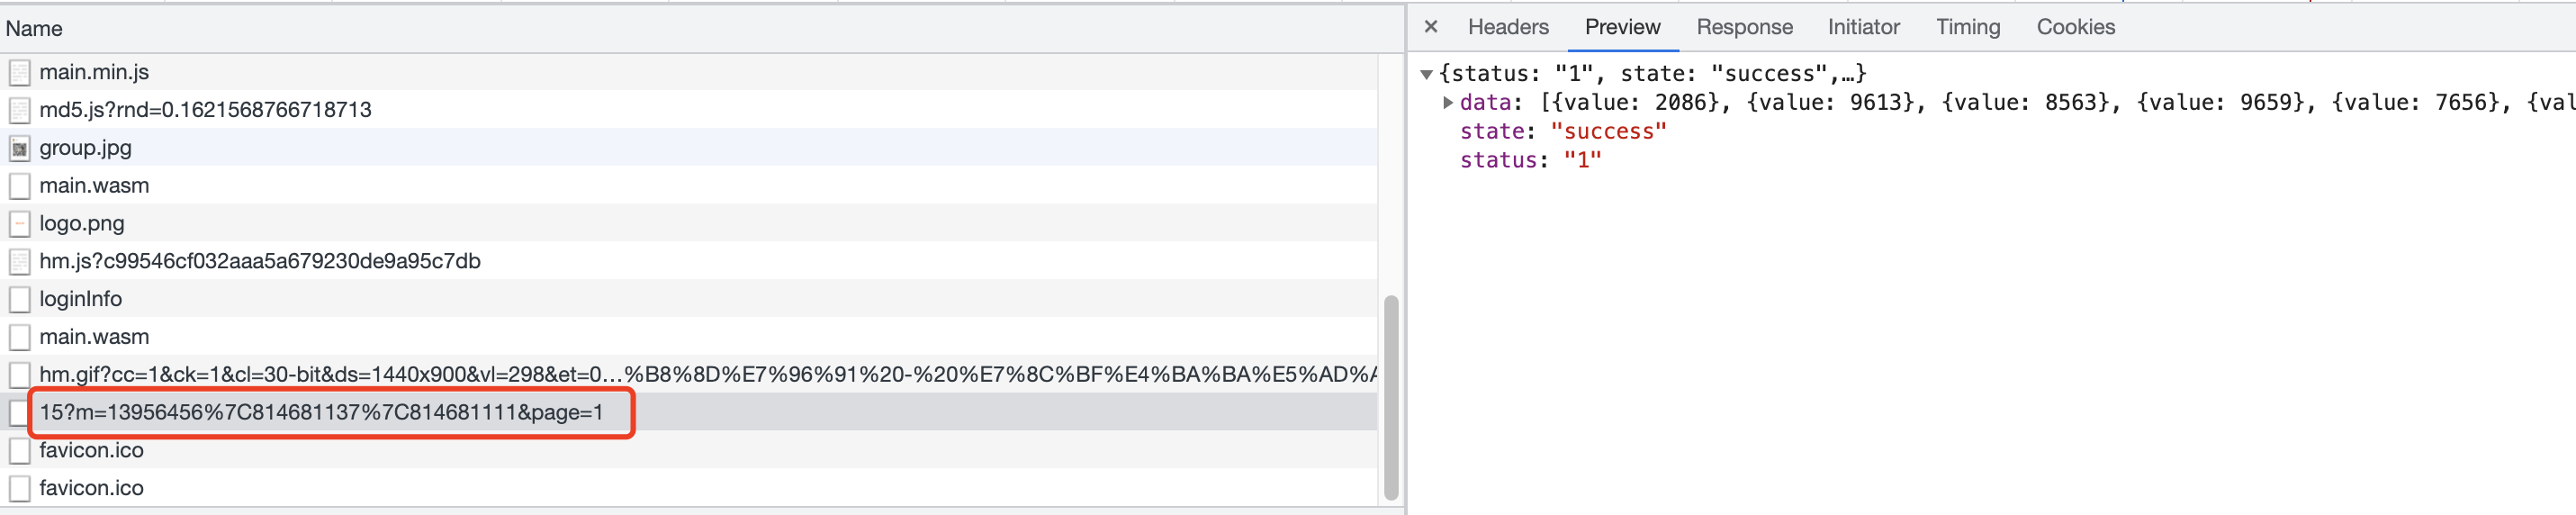 Name
main.min.js
md5.js?rnd=0.1621568766718713
group.jpg
main.wasm
logo.png
hm.js?c99546cf032aaa5a679230de9a95c7db
loginInfo
main.wasm
hm.gif?cc=1&ck=1&cl=30-bit&ds=1440x900&vl=298&et=0...%B8%8D%E7%96%91%20-%20%E7%8C%BF%E4%BA%BA%E5%AD%A
15?m=13956456%7C814681137%7C814681111&page=1
favicon.ico
favicon.ico
× Headers Preview Response Initiator Timing Cookies
▼{status: "1", state: "success",…}
▶data: [{value: 2086}, {value: 9613}, {value: 8563}, {value: 9659}, {value: 7656}, {val
state: "success"
status: "1"